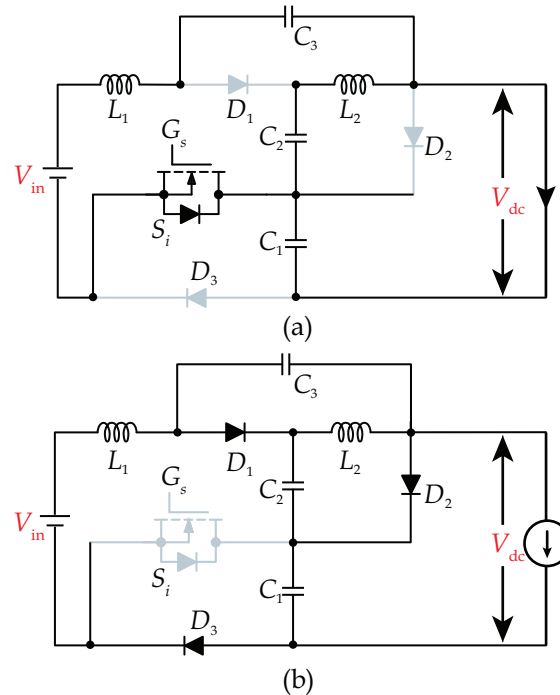 C3
L1
D1
L2
Gs
C2
D2
Vin
Vdc
Si
C1
D3
(a)
C3
L1
D1
L2
Gs
C2
D2
Vin
Vdc
Si
C1
D3
(b)